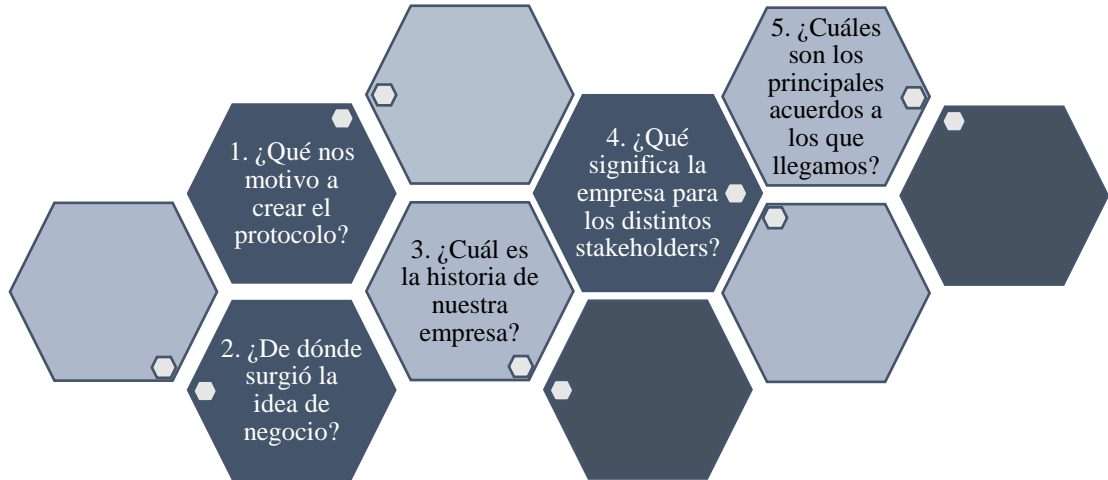 1. ¿Qué nos
motivo a
crear el
protocolo?
2. ¿De dónde
surgió la
idea de
negocio?
3. ¿Cuál es
la historia de
nuestra
empresa?
4. ¿Qué
significa la
empresa para
los distintos
stakeholders?
5. ¿Cuáles
son los
principales
acuerdos a
los que
llegamos?